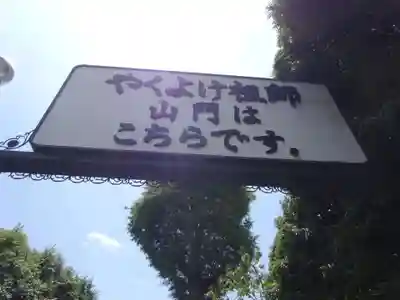 やくよけ祖師
山門は
こちらです。